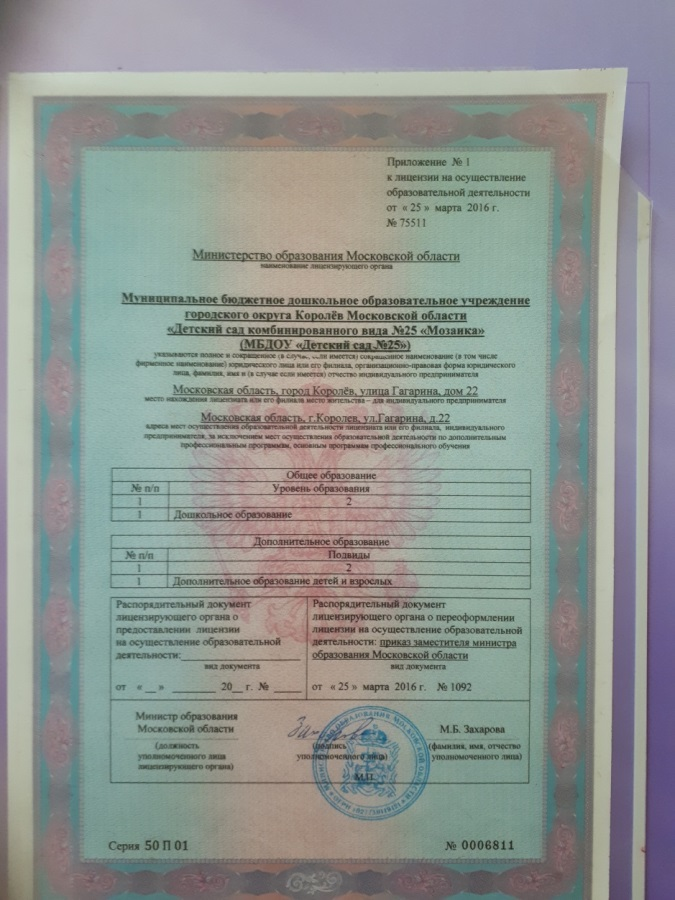 Приложение № 1
к лицензии на осуществление
образовательной деятельности
от « 25 » марта 2016 г.
№ 75511
Министерство образования Московской области
наименование лицензирующего органа
Муниципальное бюджетное дошкольное образовательное учреждение
городского округа Королёв Московской области
«Детский сад комбинированного вида №25 «Мозаика»
(МБДОУ «Детский сад №25»)
указываются полное и сокращенное (в случае, если имеется) сокращенное наименование (в том числе
фирменное наименование) юридического лица или его филиала, организационно-правовая форма юридического
лица, фамилия, имя и (в случае если имеется) отчество индивидуального предпринимателя
Московская область, город Королёв, улица Гагарина, дом 22
место нахождения лицензиата или его филиала место жительства – для индивидуального предпринимателя
Московская область, г.Королев, ул.Гагарина, д.22
адреса мест осуществления образовательной деятельности лицензиата или его филиала, индивидуального
предпринимателя, за исключением мест осуществления образовательной деятельности по дополнительным
профессиональным программам, основным программам профессионального обучения
Общее образование
№ п/п Уровень образования
1 2
1 Дошкольное образование
Дополнительное образование
№ п/п Подвиды
1 2
1 Дополнительное образование детей и взрослых
Распорядительный документ
лицензирующего органа о
предоставлении лицензии
на осуществление образовательной
деятельности:
вид документа
от « __ » ________ 20__ г. № _____
Распорядительный документ
лицензирующего органа о переоформлении
лицензии на осуществление образовательной
деятельности: приказ заместителя министра
образования Московской области
вид документа
от « 25 » марта 2016 г. № 1092
Министр образования
Московской области
(должность
уполномоченного лица
лицензирующего органа)
(подпись
уполномоченного лица)
М.П.
М.Б. Захарова
(фамилия, имя, отчество
уполномоченного лица)
Серия 50 П 01
№ 0006811